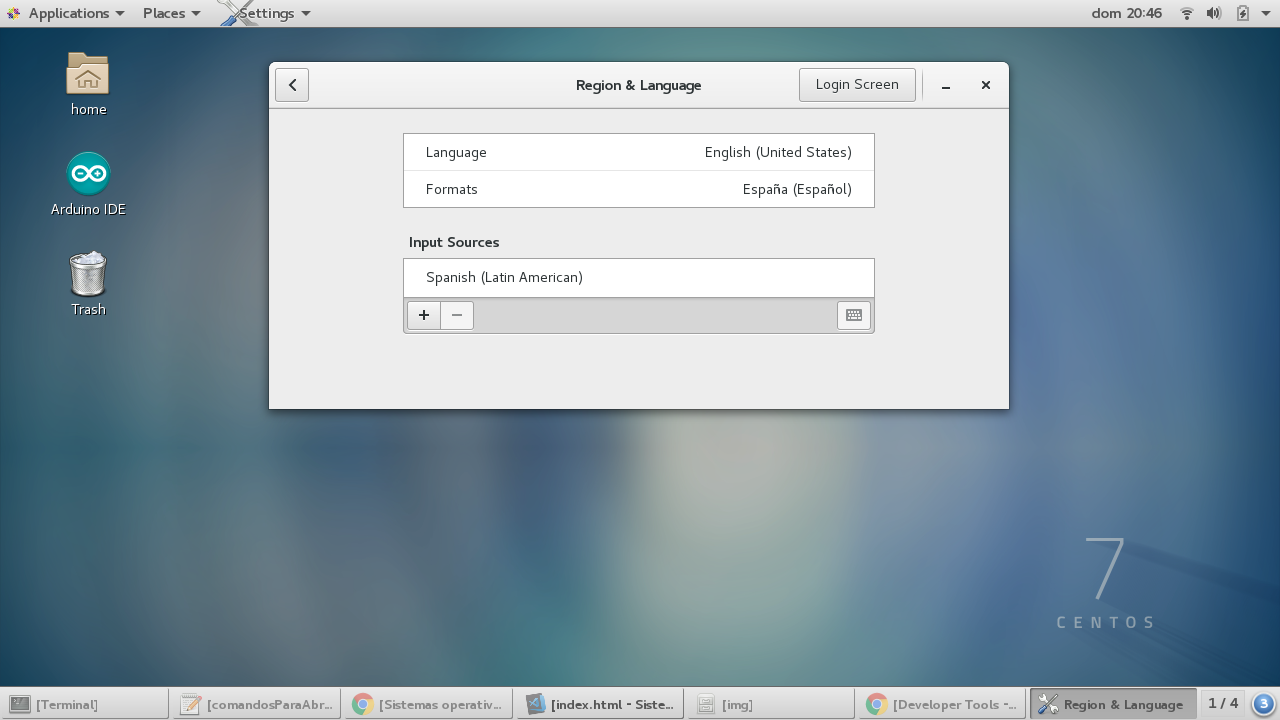 Applications Places Settings dom 20:46
home
Arduino IDE
Trash
Region & Language Login Screen
Language English (United States)
Formats España (Español)
Input Sources
Spanish (Latin American)
7
CENTOS
[Terminal] [comandosParaAbr... [Sistemas operativ... [index.html - Siste... [img] [Developer Tools -... Region & Language 1 / 4 3